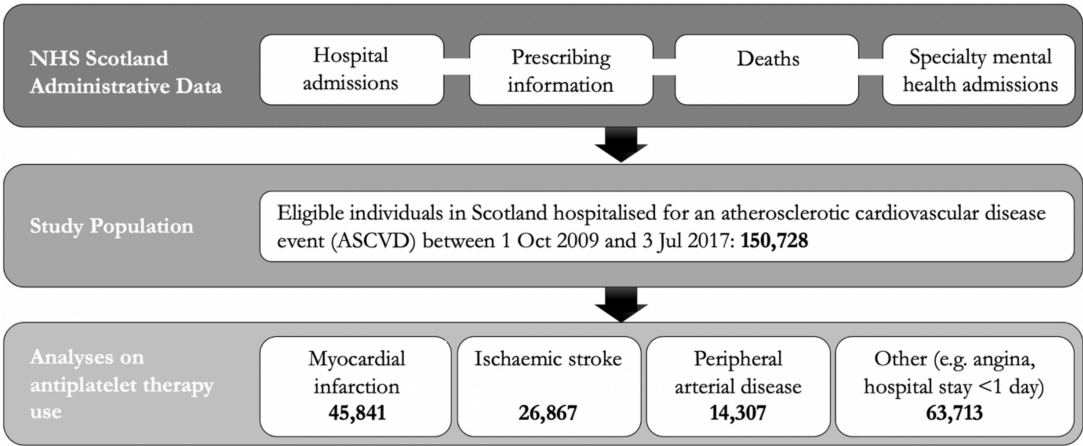 NHS Scotland
Administrative Data
Hospital
admissions
Prescribing
information
Deaths
Specialty mental
health admissions
Study Population
Eligible individuals in Scotland hospitalised for an atherosclerotic cardiovascular disease
event (ASCVD) between 1 Oct 2009 and 3 Jul 2017: 150,728
Analyses on
antiplatelet therapy
use
Myocardial
infarction
45,841
Ischaemic stroke
26,867
Peripheral
arterial disease
14,307
Other (e.g. angina,
hospital stay <1 day)
63,713